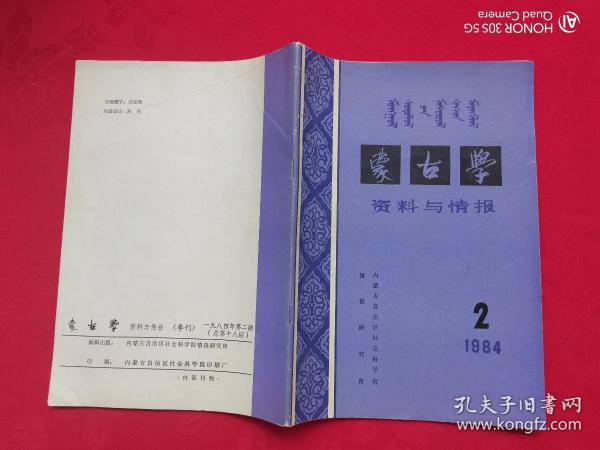 蒙古学
资料与情报
内蒙古自治区社会科学院
情报研究所
2
1984
蒙古学 资料与情报 《季刊》 一九八四年第二期
(总第十八期)
编辑出版： 内蒙古自治区社会科学院情报研究所
印 刷： 内蒙古自治区社会科学院印刷厂
·内部刊物·
HONOR 30S 5G
AI Quad Camera
孔夫子旧书网
www.kongfz.com